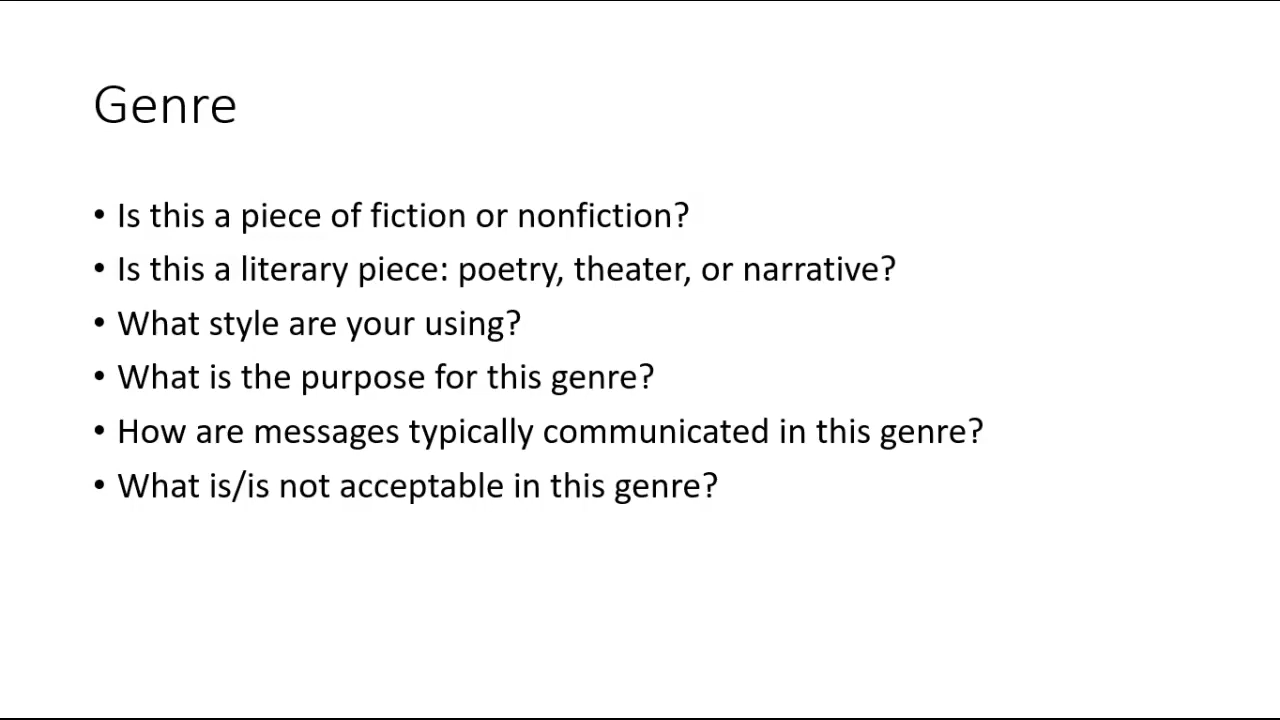 Genre
• Is this a piece of fiction or nonfiction?
• Is this a literary piece: poetry, theater, or narrative?
• What style are your using?
• What is the purpose for this genre?
• How are messages typically communicated in this genre?
• What is/is not acceptable in this genre?